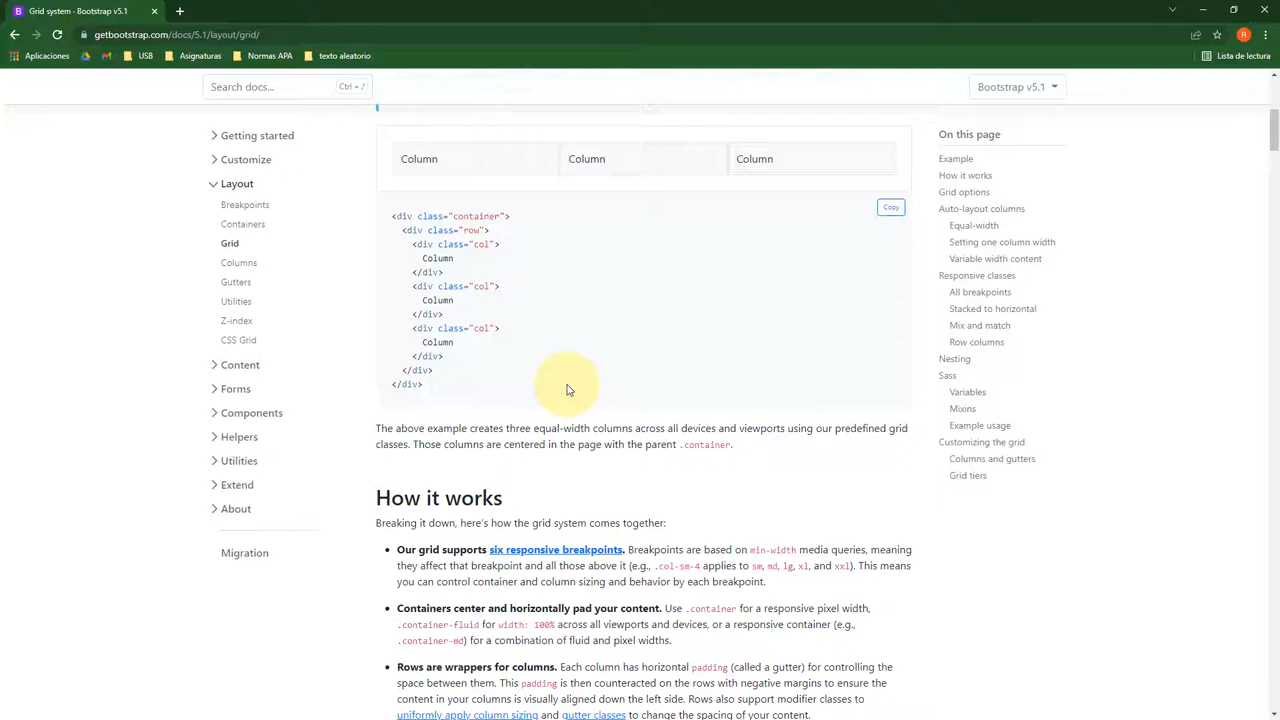 Grid system · Bootstrap v5.1
getbootstrap.com/docs/5.1/layout/grid/
R
Aplicaciones
USB
Asignaturas
Normas APA
texto aleatorio
Lista de lectura
Search docs...
Ctrl + /
Bootstrap v5.1
Getting started
Customize
Layout
Breakpoints
Containers
Grid
Columns
Gutters
Utilities
Z-index
CSS Grid
Content
Forms
Components
Helpers
Utilities
Extend
About
Migration
Column Column Column
Copy
<div class="container">
<div class="row">
<div class="col">
Column
</div>
<div class="col">
Column
</div>
<div class="col">
Column
</div>
</div>
</div>
The above example creates three equal-width columns across all devices and viewports using our predefined grid
classes. Those columns are centered in the page with the parent .container.
How it works
Breaking it down, here's how the grid system comes together:
• Our grid supports six responsive breakpoints. Breakpoints are based on min-width media queries, meaning
they affect that breakpoint and all those above it (e.g., .col-sm-4 applies to sm, md, lg, xl, and xxl). This means
you can control container and column sizing and behavior by each breakpoint.
• Containers center and horizontally pad your content. Use .container for a responsive pixel width,
.container-fluid for width: 100% across all viewports and devices, or a responsive container (e.g.,
.container-md) for a combination of fluid and pixel widths.
• Rows are wrappers for columns. Each column has horizontal padding (called a gutter) for controlling the
space between them. This padding is then counteracted on the rows with negative margins to ensure the
content in your columns is visually aligned down the left side. Rows also support modifier classes to
uniformly apply column sizing and gutter classes to change the spacing of your content.
On this page
Example
How it works
Grid options
Auto-layout columns
Equal-width
Setting one column width
Variable width content
Responsive classes
All breakpoints
Stacked to horizontal
Mix and match
Row columns
Nesting
Sass
Variables
Mixins
Example usage
Customizing the grid
Columns and gutters
Grid tiers